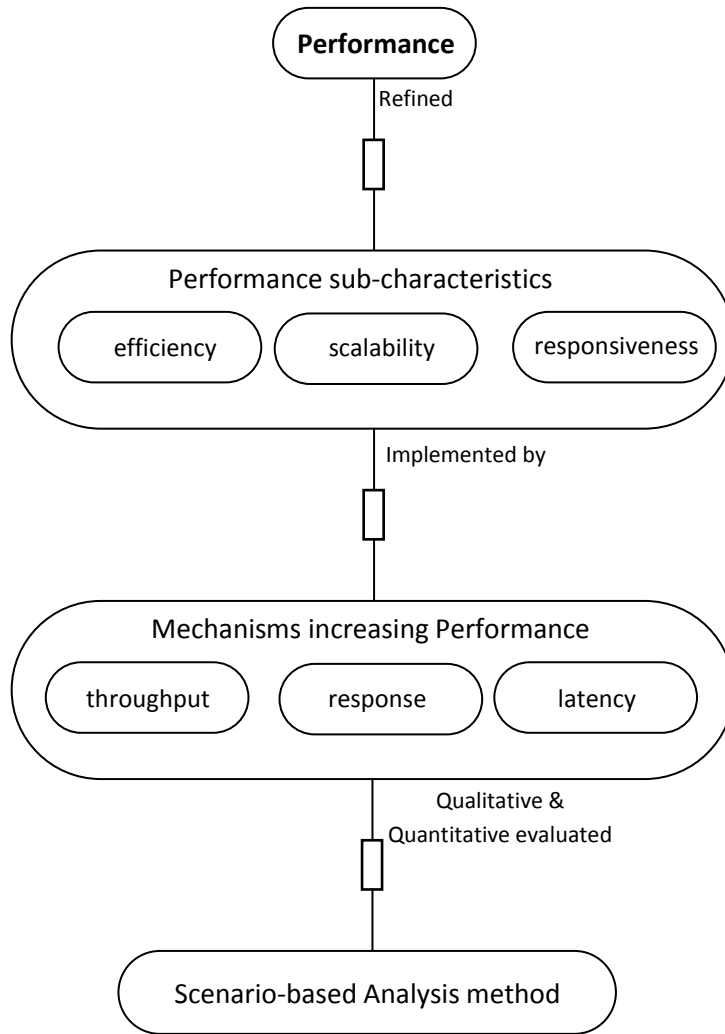 Performance
Refined
Performance sub-characteristics
efficiency
scalability
responsiveness
Implemented by
Mechanisms increasing Performance
throughput
response
latency
Qualitative &
Quantitative evaluated
Scenario-based Analysis method